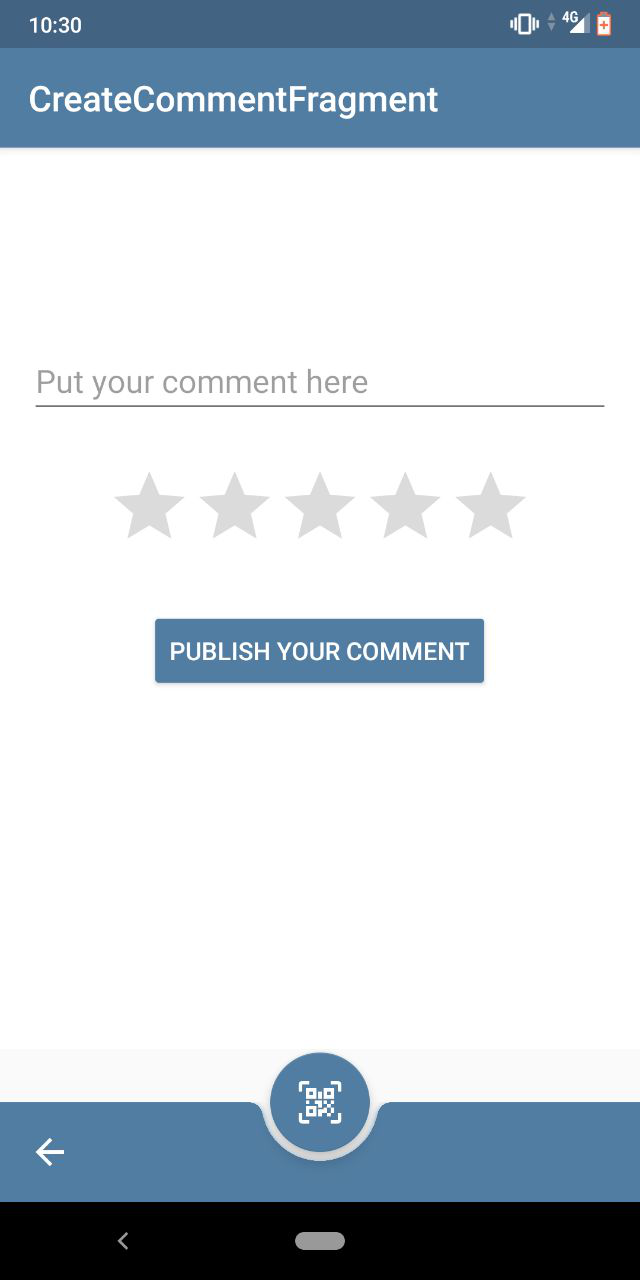 10:30
4G
CreateCommentFragment
Put your comment here
PUBLISH YOUR COMMENT